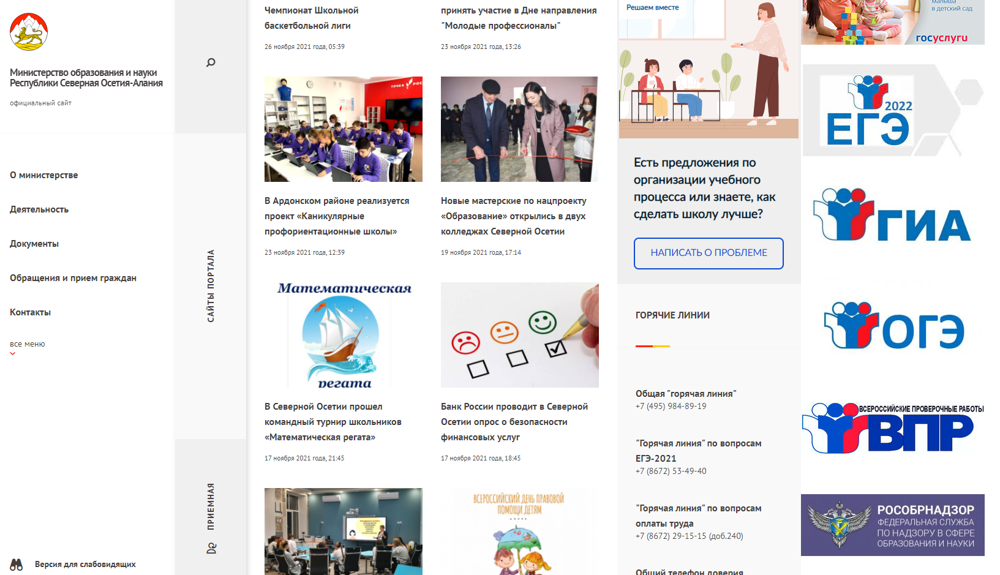 Министерство образования и науки
Республики Северная Осетия-Алания
официальный сайт
О министерстве
Деятельность
Документы
Обращения и прием граждан
Контакты
все меню
Версия для слабовидящих
САЙТЫ ПОРТАЛА
ПРИЕМНАЯ
Чемпионат Школьной
баскетбольной лиги
26 ноября 2021 года, 05:39
принять участие в Дне направления
"Молодые профессионалы"
23 ноября 2021 года, 13:26
ТОЧКА РОС
В Ардонском районе реализуется
проект «Каникулярные
профориентационные школы»
23 ноября 2021 года, 12:39
Новые мастерские по нацпроекту
«Образование» открылись в двух
колледжах Северной Осетии
19 ноября 2021 года, 17:14
Математическая
регата
В Северной Осетии прошел
командный турнир школьников
«Математическая регата»
17 ноября 2021 года, 21:45
Банк России проводит в Северной
Осетии опрос о безопасности
финансовых услуг
17 ноября 2021 года, 18:45
ВСЕРОССИЙСКИЙ ДЕНЬ ПРАВОВОЙ
ПОМОЩИ ДЕТЯМ
Решаем вместе
Есть предложения по
организации учебного
процесса или знаете, как
сделать школу лучше?
НАПИСАТЬ О ПРОБЛЕМЕ
ГОРЯЧИЕ ЛИНИИ
Общая "горячая линия"
+7 (495) 984-89-19
"Горячая линия" по вопросам
ЕГЭ-2021
+7 (8672) 53-49-40
"Горячая линия" по вопросам
оплаты труда
+7 (8672) 29-15-15 (доб.240)
Общий телефон доверия
малыша
в детский сад
госуслуги
2022
ЕГЭ
ГИА
ОГЭ
ВСЕРОССИЙСКИЕ ПРОВЕРОЧНЫЕ РАБОТЫ
ВПР
РОСОБРНАДЗОР
ФЕДЕРАЛЬНАЯ СЛУЖБА
ПО НАДЗОРУ В СФЕРЕ
ОБРАЗОВАНИЯ И НАУКИ